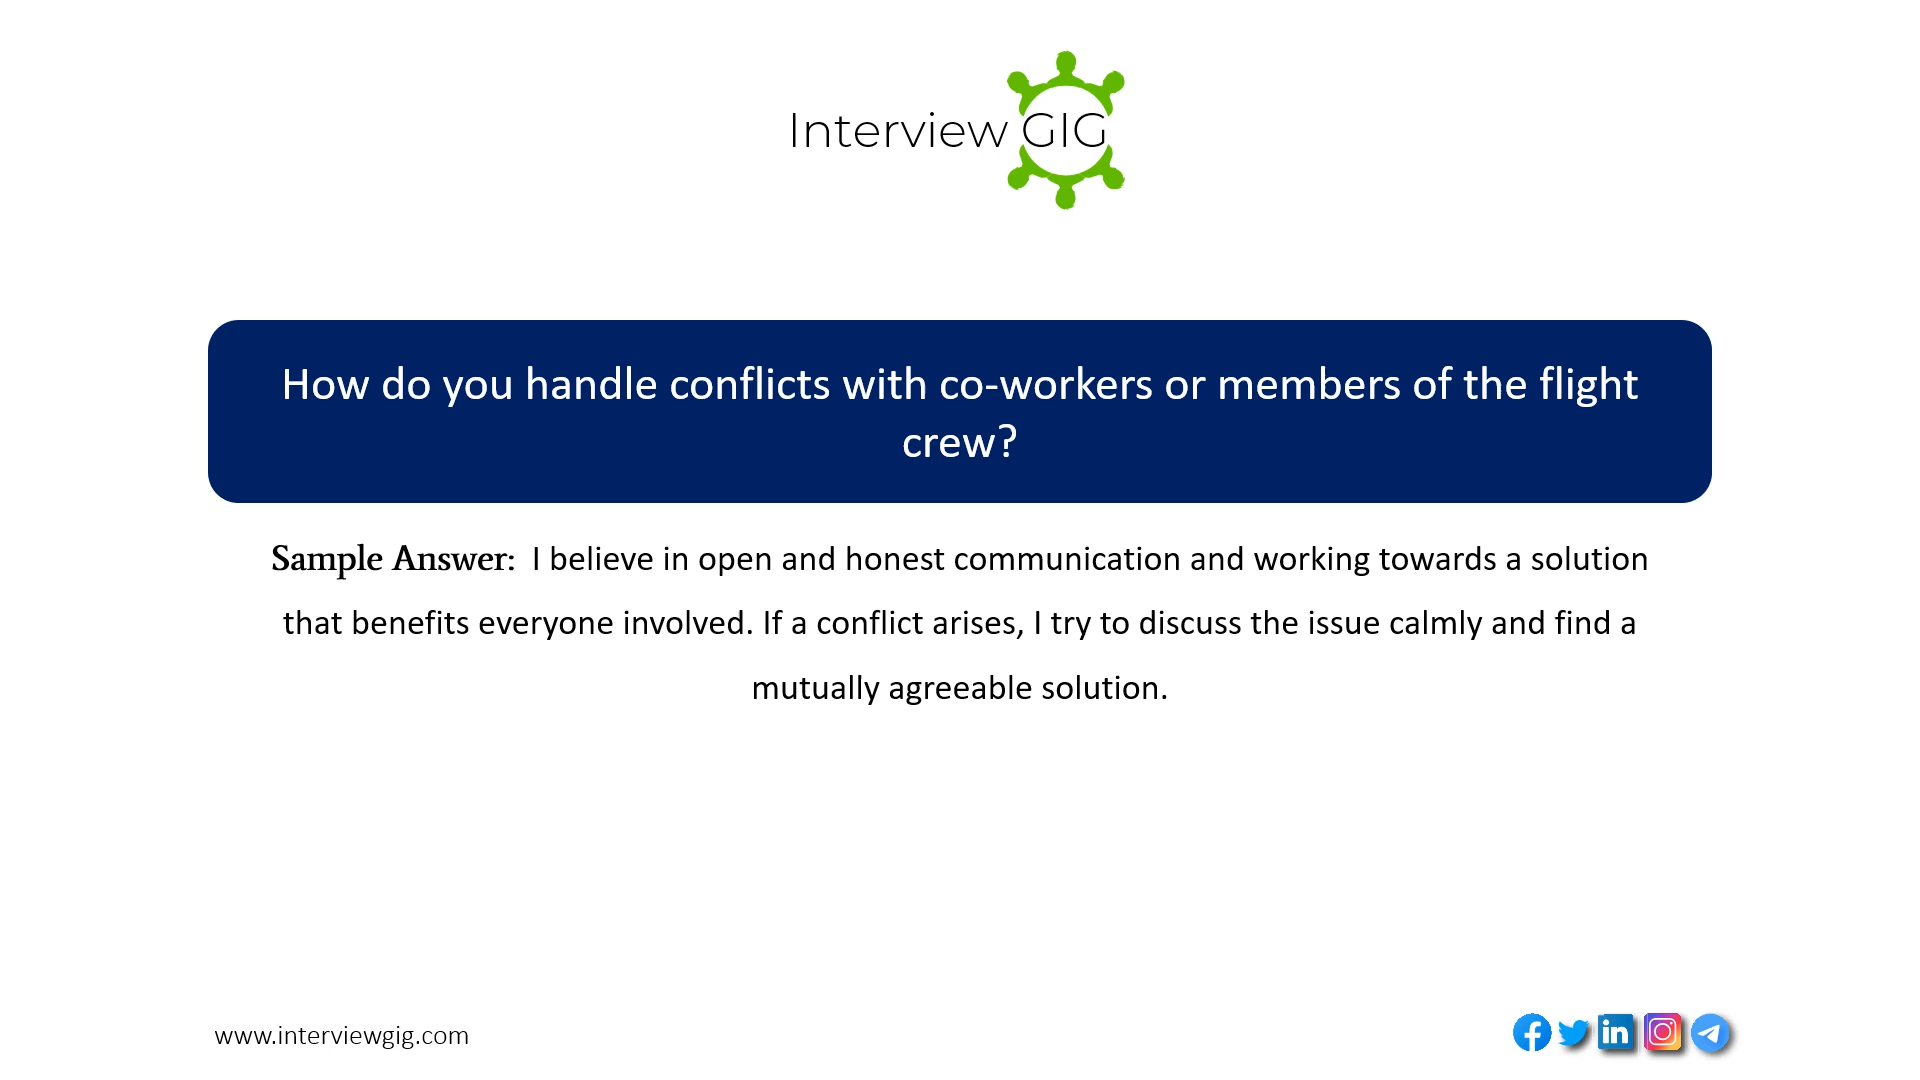 Interview GIG
How do you handle conflicts with co-workers or members of the flight
crew?
Sample Answer: I believe in open and honest communication and working towards a solution
that benefits everyone involved. If a conflict arises, I try to discuss the issue calmly and find a
mutually agreeable solution.
www.interviewgig.com